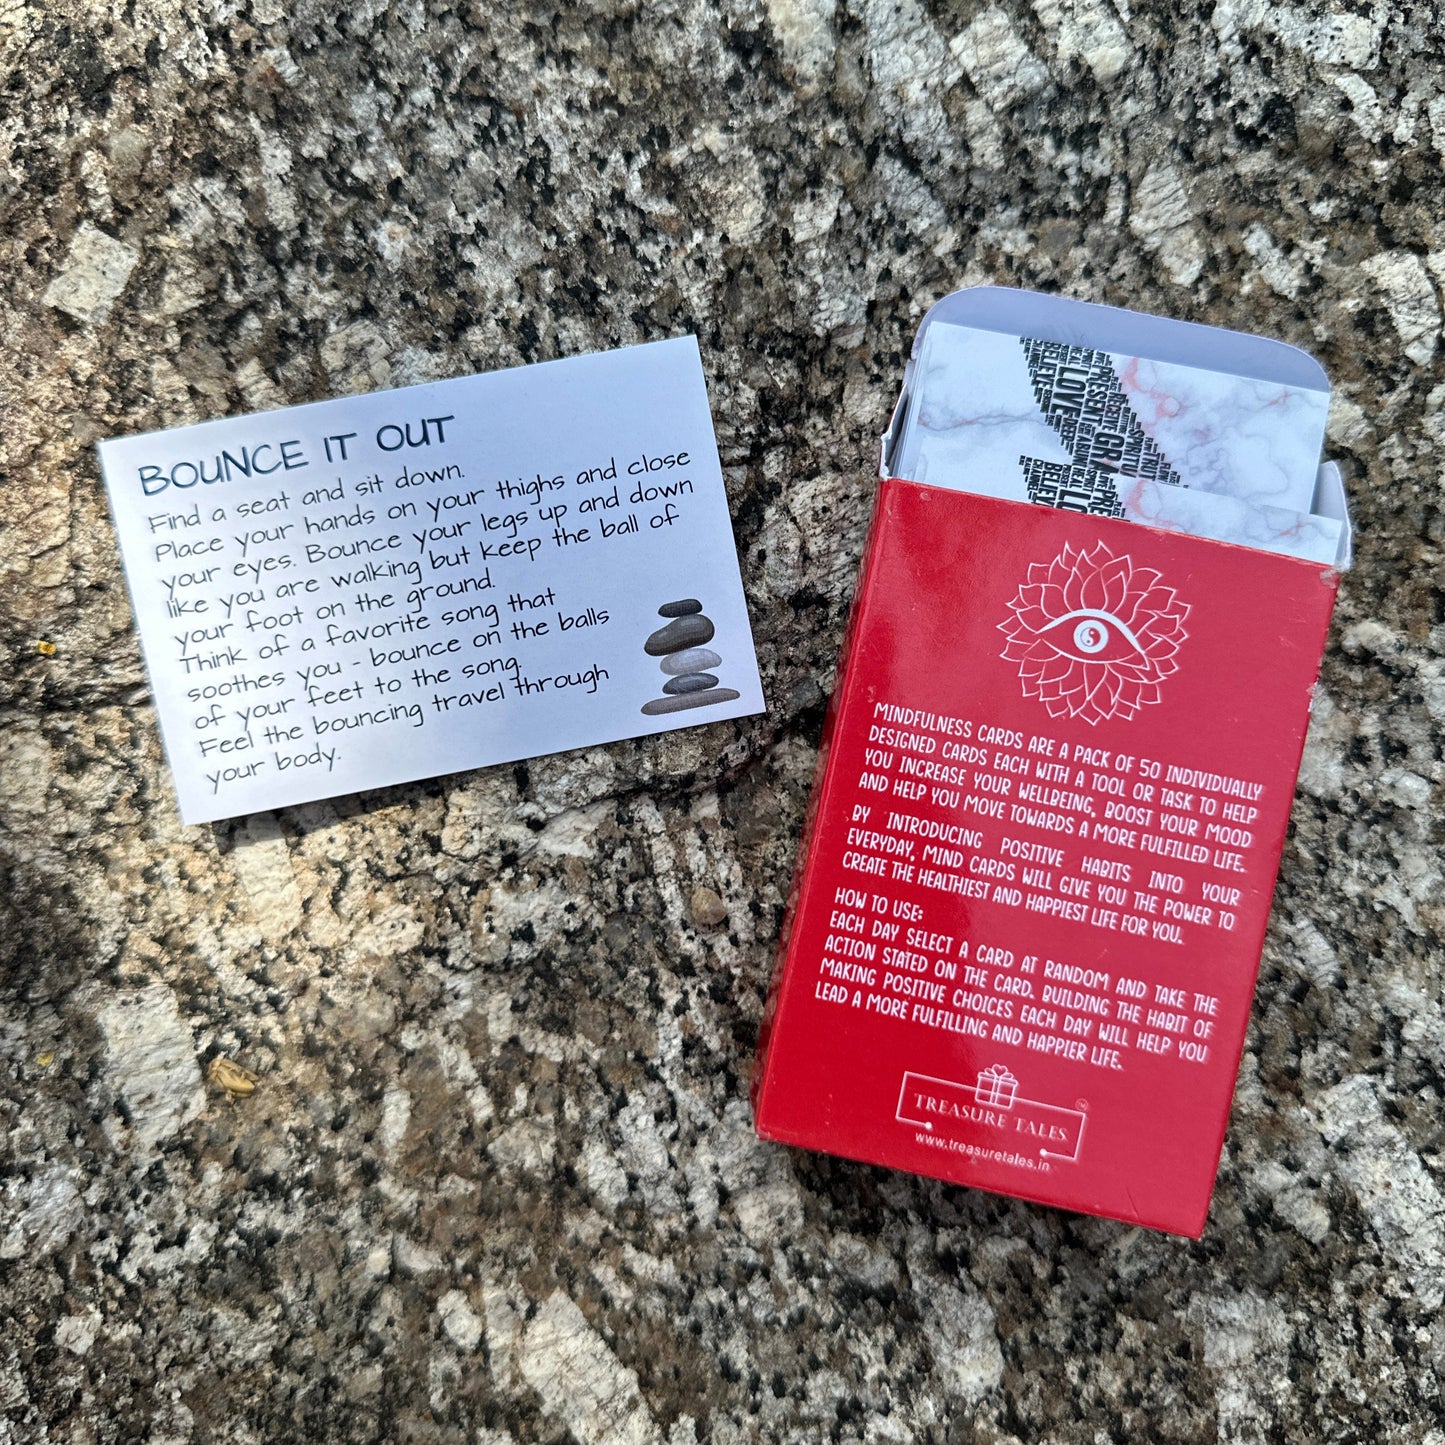 BOUNCE IT OUT
Find a seat and sit down.
Place your hands on your thighs and close
your eyes. Bounce your legs up and down
like you are walking but keep the ball of
your foot on the ground.
Think of a favorite song that
soothes you - bounce on the balls
of your feet to the song.
Feel the bouncing travel through
your body.
BELIEVE
LOVE
PRESENT
RECEIVE
GRA
SPIRITU
BELIEV
MINDFULNESS CARDS ARE A PACK OF 50 INDIVIDUALLY
DESIGNED CARDS EACH WITH A TOOL OR TASK TO HELP
YOU INCREASE YOUR WELLBEING, BOOST YOUR MOOD
AND HELP YOU MOVE TOWARDS A MORE FULFILLED LIFE.
BY INTRODUCING POSITIVE HABITS INTO YOUR
EVERYDAY, MIND CARDS WILL GIVE YOU THE POWER TO
CREATE THE HEALTHIEST AND HAPPIEST LIFE FOR YOU.
HOW TO USE:
EACH DAY SELECT A CARD AT RANDOM AND TAKE THE
ACTION STATED ON THE CARD. BUILDING THE HABIT OF
MAKING POSITIVE CHOICES EACH DAY WILL HELP YOU
LEAD A MORE FULFILLING AND HAPPIER LIFE.
TREASURE TALES
TM
www.treasuretales.in